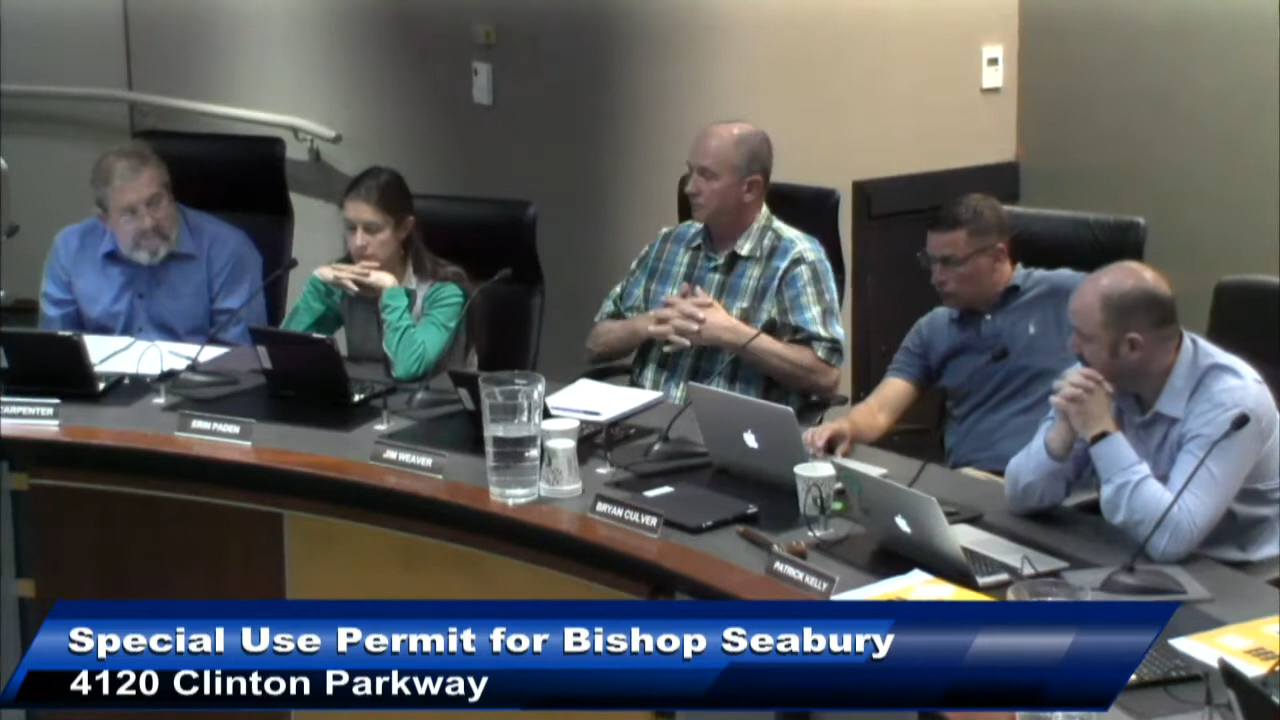 CARPENTER
ERIN PADEN
JIM WEAVER
BRYAN CULVER
PATRICK KELLY
Special Use Permit for Bishop Seabury
4120 Clinton Parkway